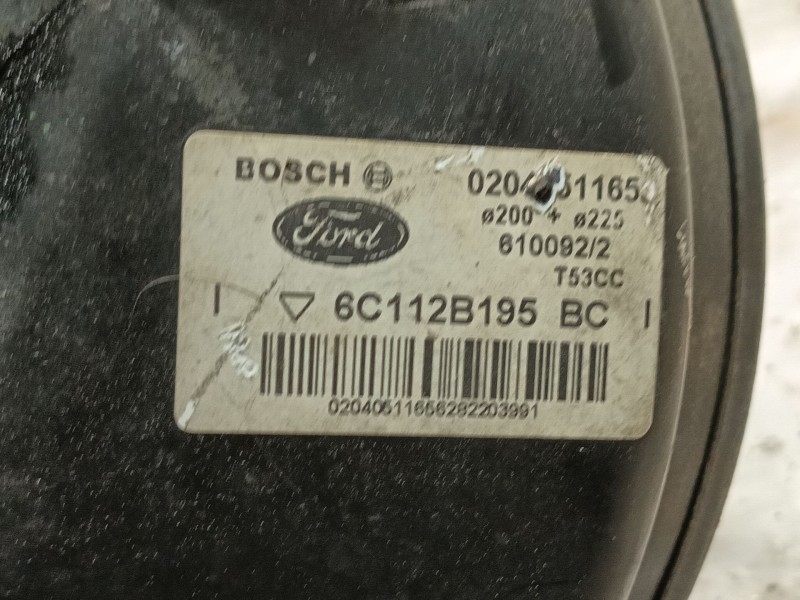 BOSCH
Ford
ø200 + ø225
610092/2
T53CC
6C112B195 BC
02040511656282203991